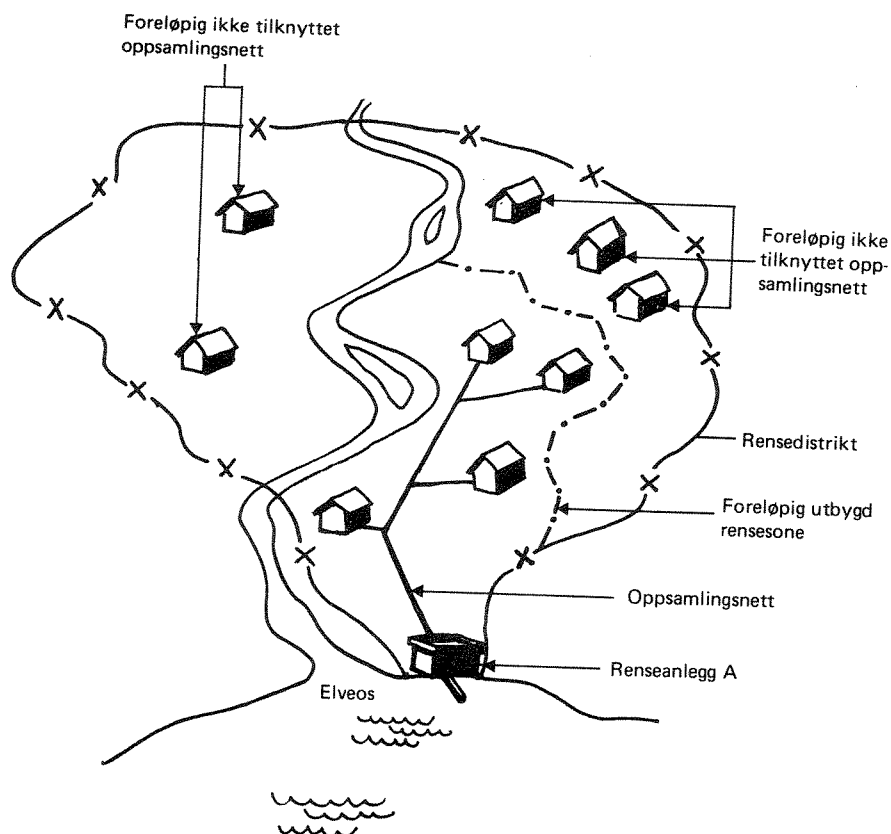 Foreløpig ikke tilknyttet
oppsamlingsnett
Foreløpig ikke
tilknyttet opp-
samlingsnett
Rensedistrikt
Foreløpig utbygd
rensesone
Oppsamlingsnett
Renseanlegg A
Elveos